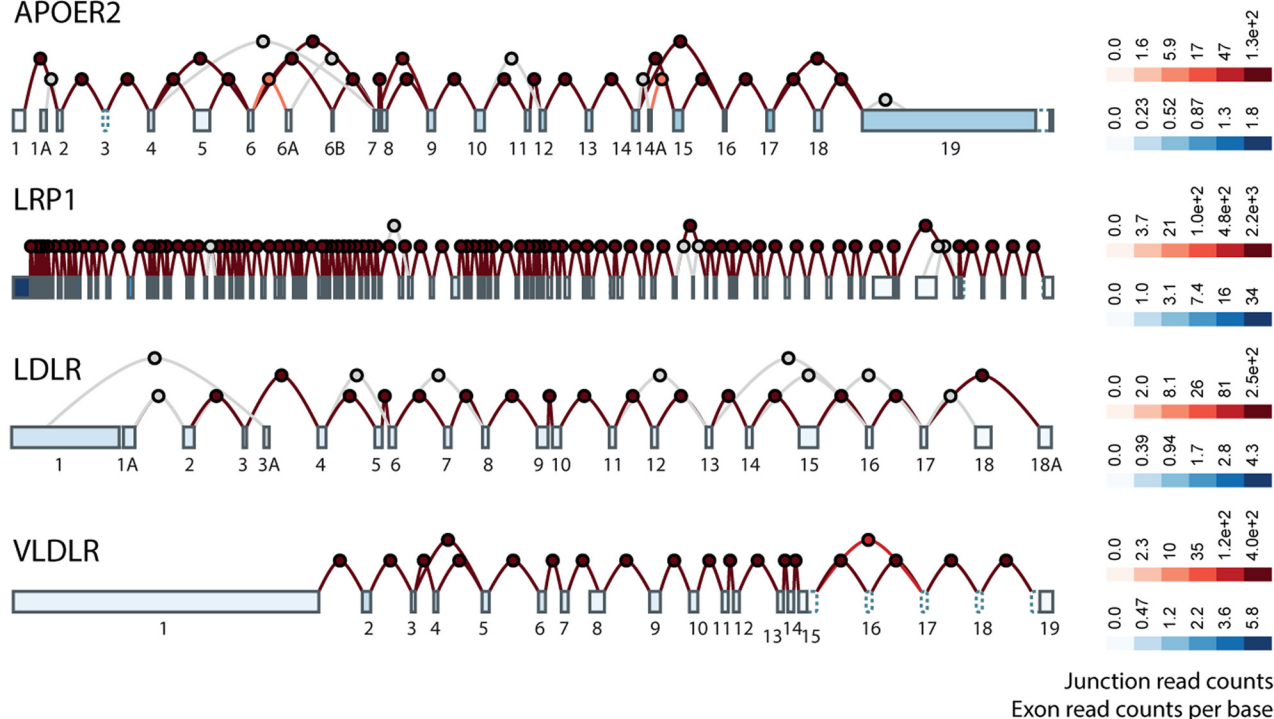 APOER2
1 1A 2 3 4 5 6 6A 6B 7 8 9 10 11 12 13 14 14A 15 16 17 18 19
0.0 1.6 5.9 17 47 1.3e+2
0.0 0.23 0.52 0.87 1.3 1.8
LRP1
0.0 3.7 21 1.0e+2 4.8e+2 2.2e+3
0.0 1.0 3.1 7.4 16 34
LDLR
1 1A 2 3 3A 4 5 6 7 8 9 10 11 12 13 14 15 16 17 18 18A
0.0 2.0 8.1 26 81 2.5e+2
0.0 0.39 0.94 1.7 2.8 4.3
VLDLR
1 2 3 4 5 6 7 8 9 10 11 12 13 14 15 16 17 18 19
0.0 2.3 10 35 1.2e+2 4.0e+2
0.0 0.47 1.2 2.2 3.6 5.8
Junction read counts
Exon read counts per base